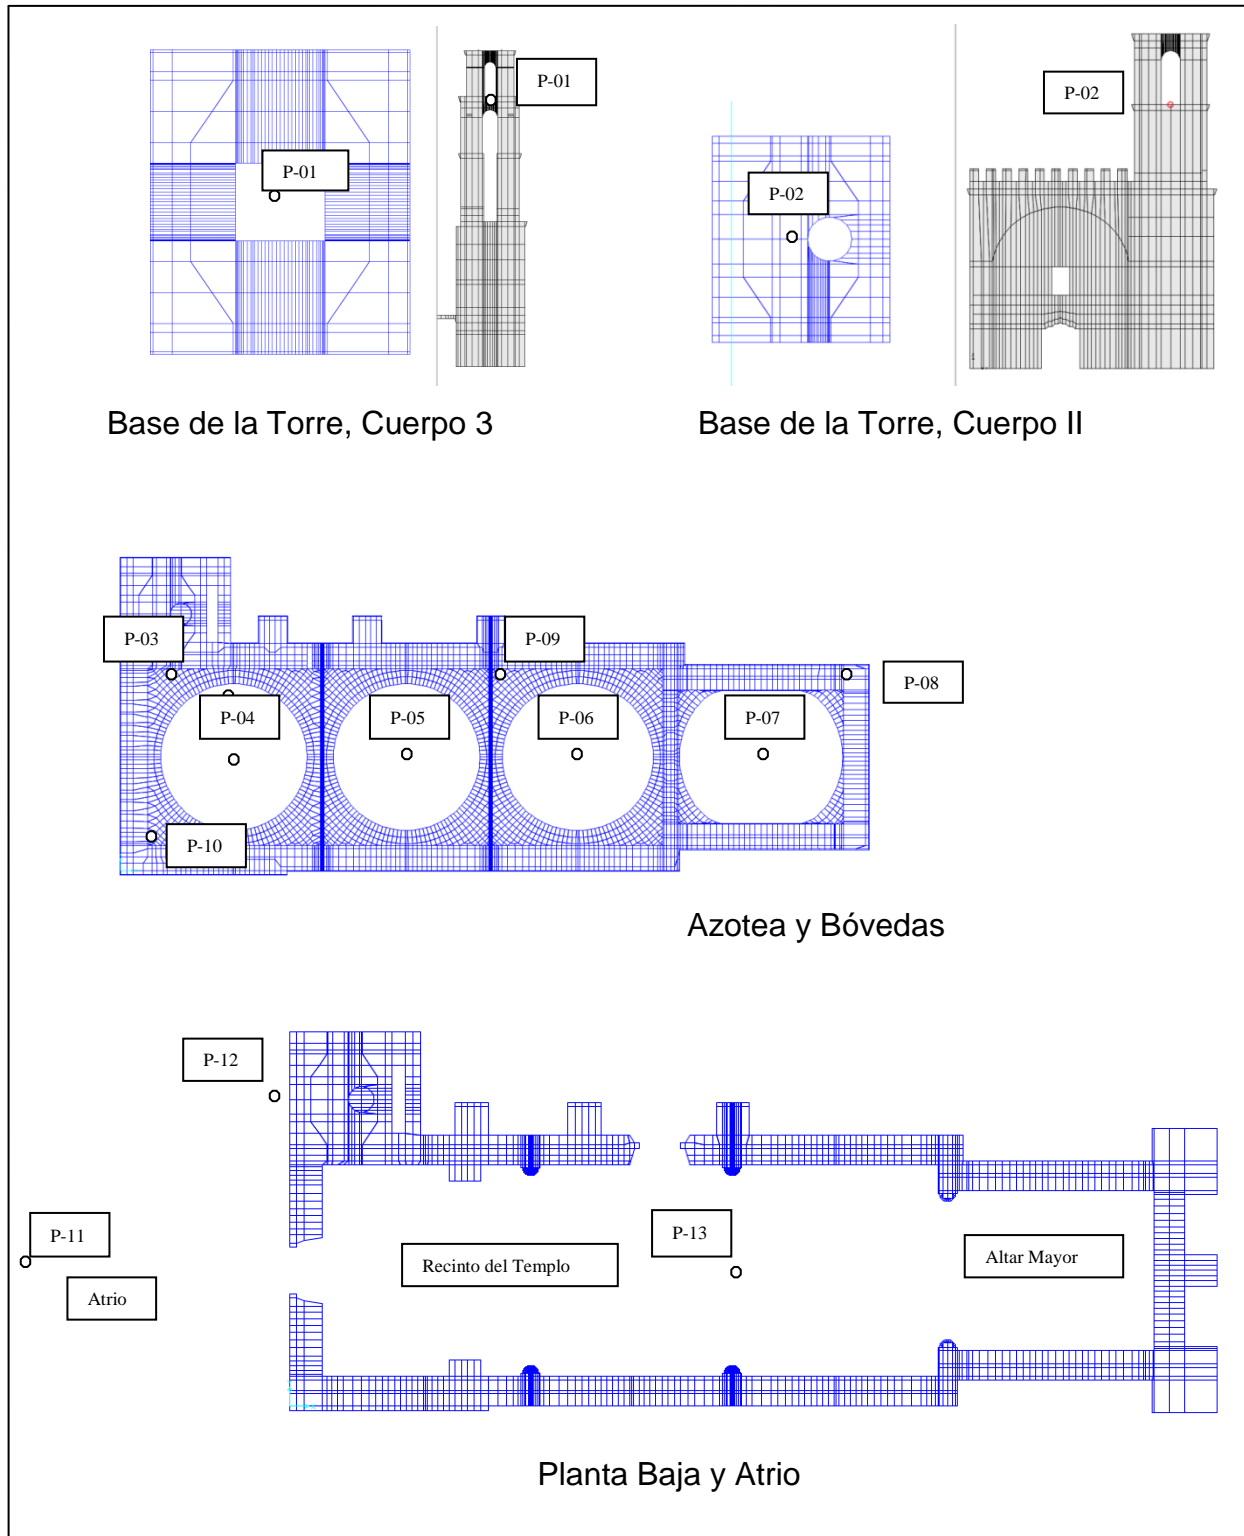 P-01
P-01
P-02
P-02
Base de la Torre, Cuerpo 3
Base de la Torre, Cuerpo II
P-03
P-09
P-08
P-04
P-05
P-06
P-07
P-10
Azotea y Bóvedas
P-12
P-11
P-13
Recinto del Templo
Altar Mayor
Atrio
Planta Baja y Atrio